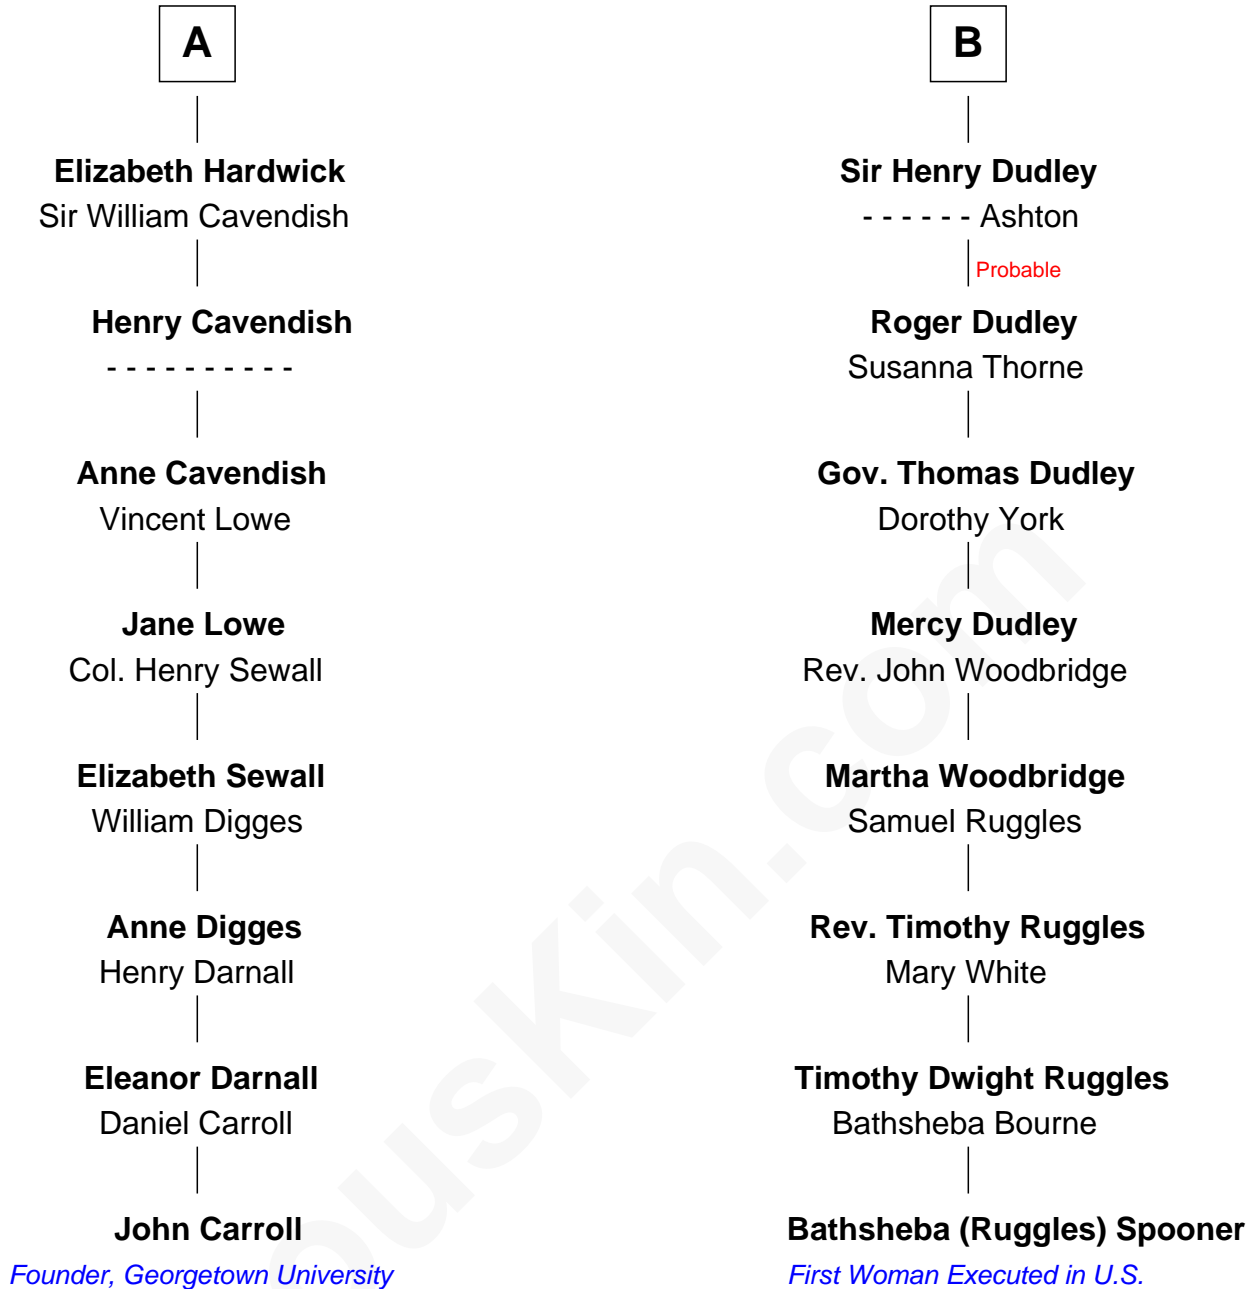 A
Elizabeth Hardwick
Sir William Cavendish
Henry Cavendish
- - - - - - - - - -
Anne Cavendish
Vincent Lowe
Jane Lowe
Col. Henry Sewall
Elizabeth Sewall
William Digges
Anne Digges
Henry Darnall
Eleanor Darnall
Daniel Carroll
John Carroll
Founder, Georgetown University
B
Sir Henry Dudley
- - - - - - Ashton
Probable
Roger Dudley
Susanna Thorne
Gov. Thomas Dudley
Dorothy York
Mercy Dudley
Rev. John Woodbridge
Martha Woodbridge
Samuel Ruggles
Rev. Timothy Ruggles
Mary White
Timothy Dwight Ruggles
Bathsheba Bourne
Bathsheba (Ruggles) Spooner
First Woman Executed in U.S.
ousKin.com